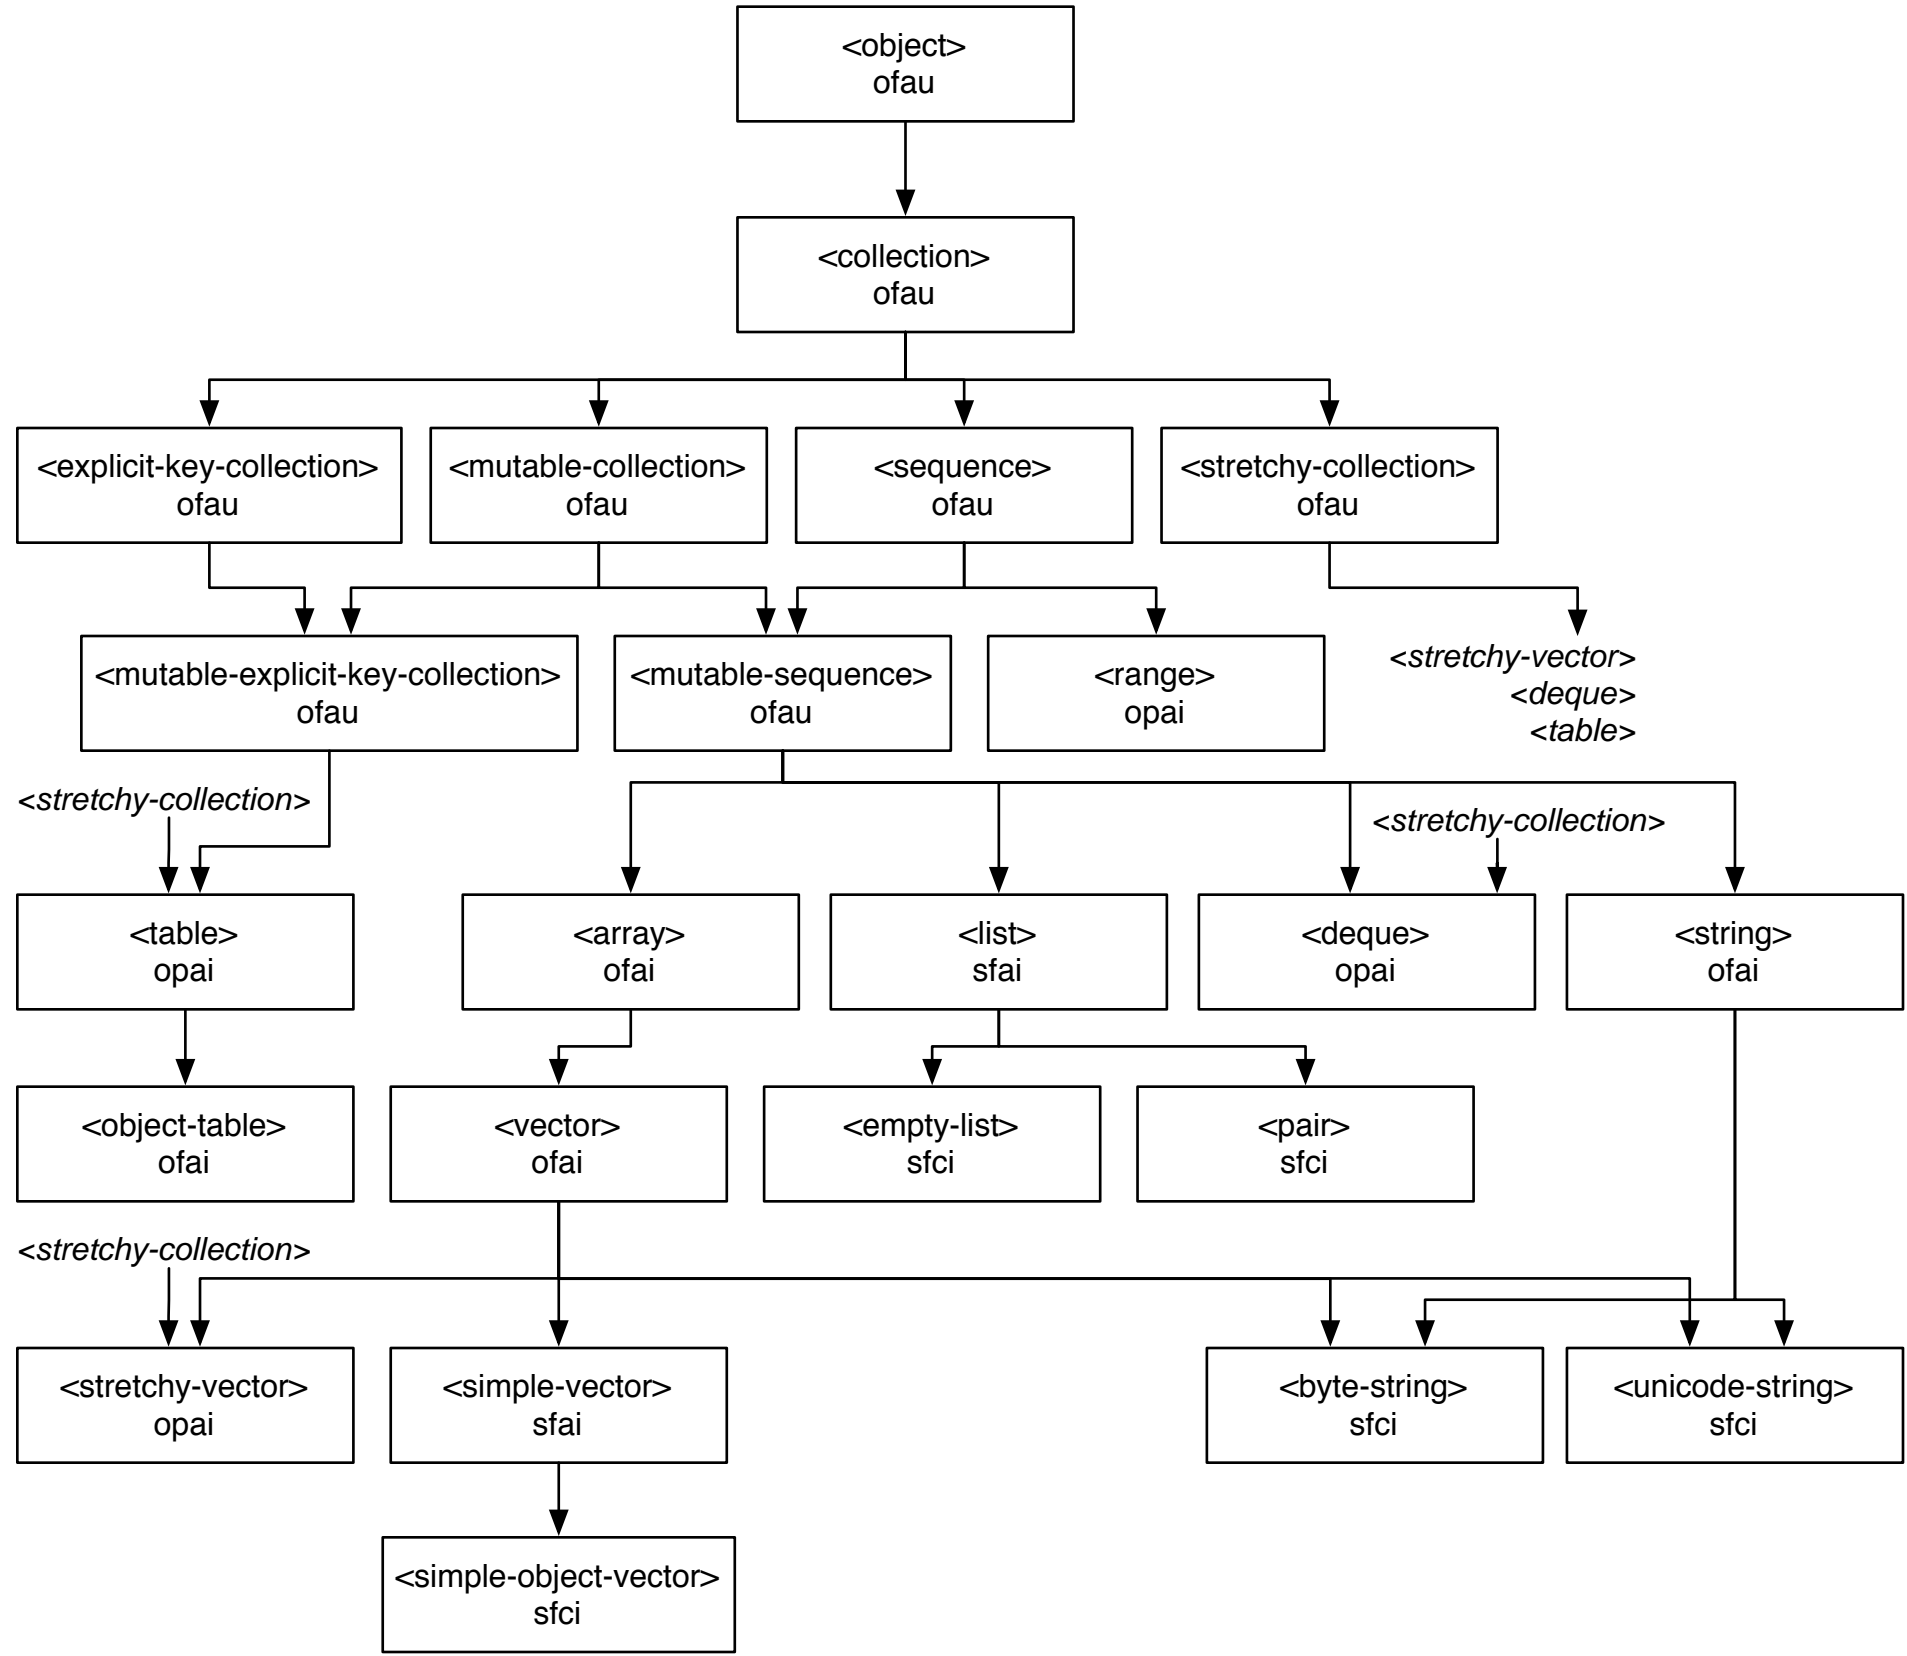 <object>
ofau
<collection>
ofau
<explicit-key-collection>
ofau
<mutable-collection>
ofau
<sequence>
ofau
<stretchy-collection>
ofau
<mutable-explicit-key-collection>
ofau
<mutable-sequence>
ofau
<range>
opai
<stretchy-vector>
<deque>
<table>
<stretchy-collection>
<stretchy-collection>
<table>
opai
<array>
ofai
<list>
sfai
<deque>
opai
<string>
ofai
<object-table>
ofai
<vector>
ofai
<empty-list>
sfci
<pair>
sfci
<stretchy-collection>
<stretchy-vector>
opai
<simple-vector>
sfai
<byte-string>
sfci
<unicode-string>
sfci
<simple-object-vector>
sfci